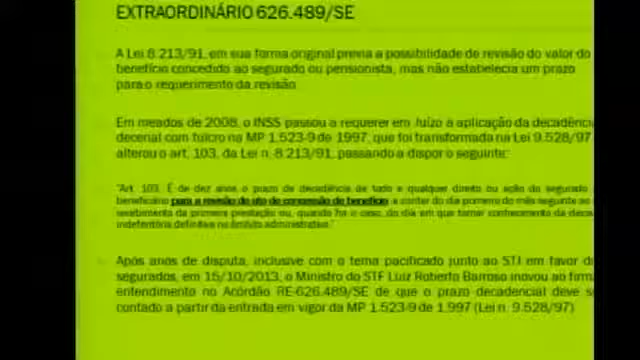 EXTRAORDINÁRIO 626.489/SE
A Lei 8.213/91, em sua forma original previa a possibilidade de revisão do valor do
benefício concedido ao segurado ou pensionista, mas não estabelecia um prazo
para o requerimento da revisão.
Em meados de 2008, o INSS passou a requerer em Juízo a aplicação da decadênci
decenal com fulcro na MP 1.523-9 de 1997, que foi transformada na Lei 9.528/97
alterou o art. 103, da Lei n. 8.213/91, passando a dispor o seguinte:
"Art. 103. É de dez anos o prazo de decadência de todo e qualquer direito ou ação do segurado
beneficiário para a revisão do ato de concessão de benefício, a contar do dia primeiro do mês seguinte ao
recebimento da primeira prestação ou, quando for o caso, do dia em que tomar conhecimento da decis
indeferitória definitiva no âmbito administrativo."
Após anos de disputa, inclusive com o tema pacificado junto ao STJ em favor d
segurados, em 15/10/2013, o Ministro do STF Luiz Roberto Barroso inovou ao firm
entendimento no Acórdão RE-626.489/SE de que o prazo decadencial deve s
contado a partir da entrada em vigor da MP 1.523-9 de 1.997 (Lei n. 9.528/97)